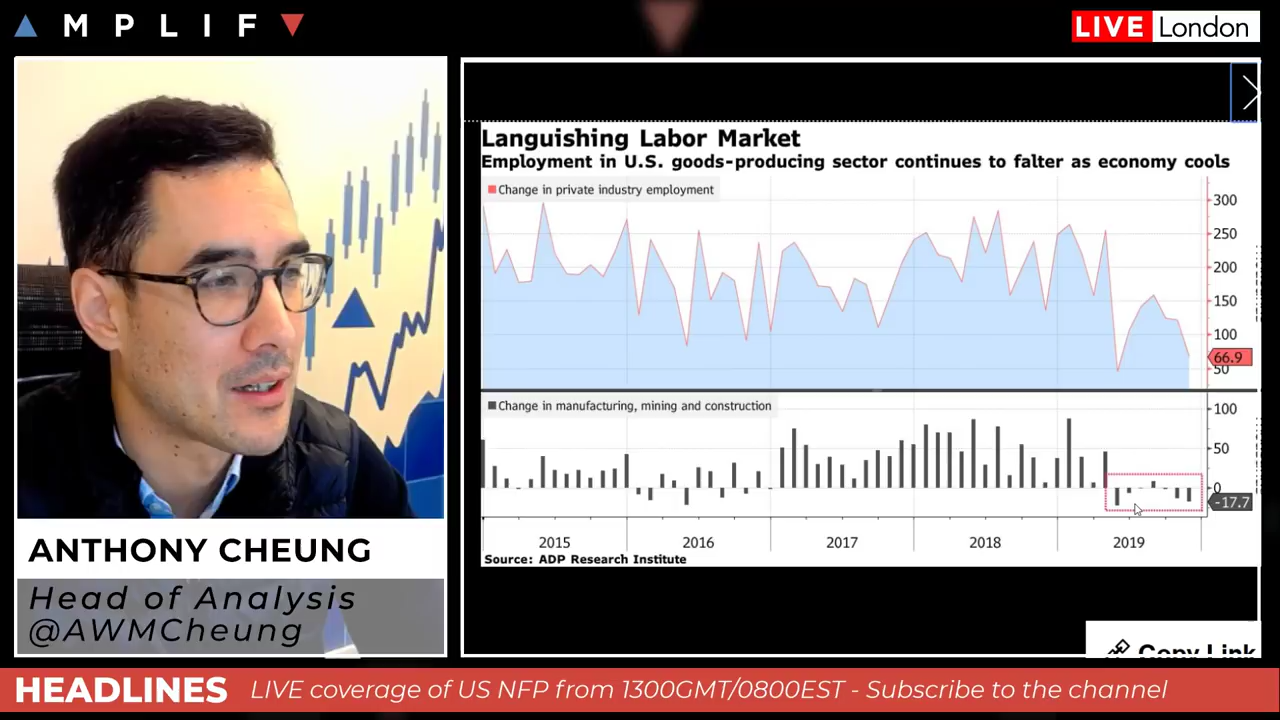 AMPLIFY
LIVE London
Languishing Labor Market
Employment in U.S. goods-producing sector continues to falter as economy cools
Change in private industry employment
300
250
200
150
100
66.9
50
Change in manufacturing, mining and construction
100
50
0
-17.7
2015 2016 2017 2018 2019
Source: ADP Research Institute
Copy Link
ANTHONY CHEUNG
Head of Analysis
@AWMCheung
HEADLINES LIVE coverage of US NFP from 1300GMT/0800EST - Subscribe to the channel